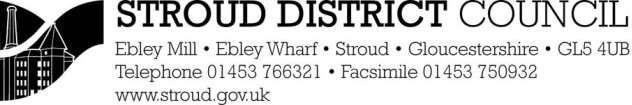 STROUD DISTRICT COUNCIL
Ebley Mill • Ebley Wharf • Stroud • Gloucestershire • GL5 4UB
Telephone 01453 766321 • Facsimile 01453 750932
www.stroud.gov.uk